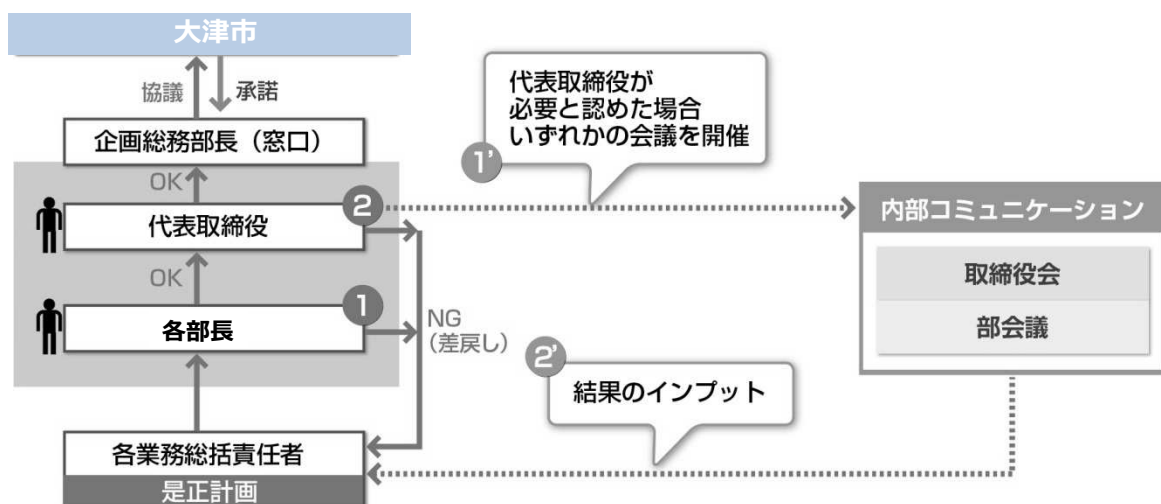 大津市
協議
承諾
企画総務部長（窓口）
OK
代表取締役
2
OK
各部長
1
NG
（差戻し）
各業務総括責任者
是正計画
代表取締役が
必要と認めた場合
いずれかの会議を開催
1’
内部コミュニケーション
取締役会
部会議
2’
結果のインプット